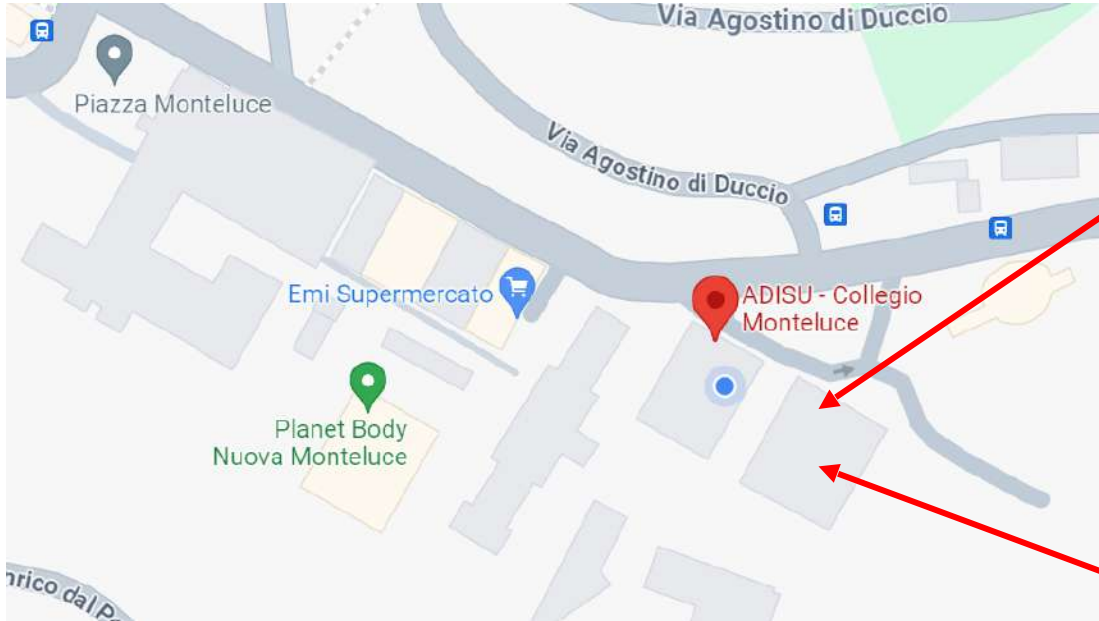 Via Agostino di Duccio
Piazza Monteluce
Via Agostino di Duccio
Emi Supermercato
ADISU - Collegio
Monteluce
Planet Body
Nuova Monteluce
nrico dal